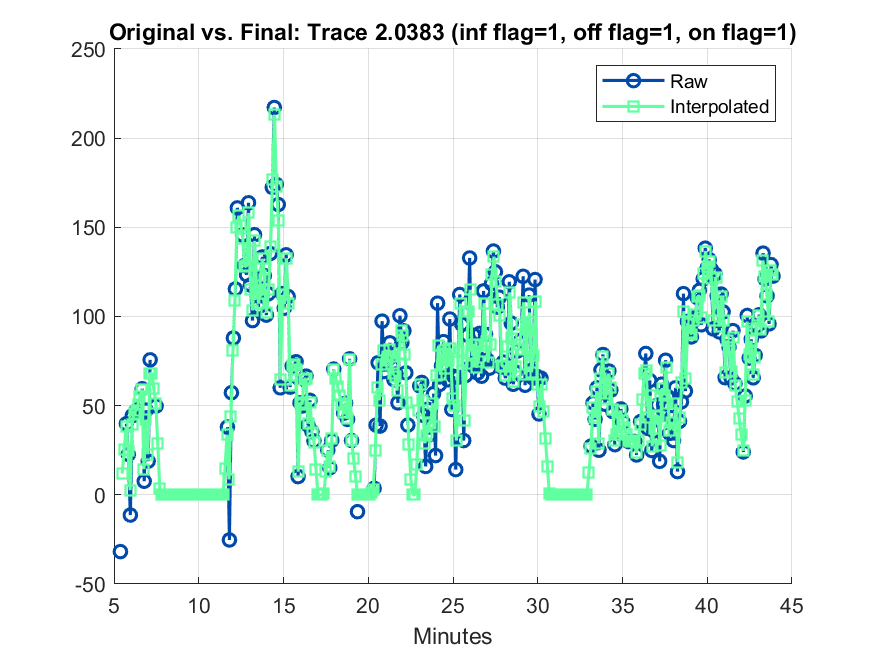 Original vs. Final: Trace 2.0383 (inf flag=1, off flag=1, on flag=1)
250
200
150
100
50
0
-50
5 10 15 20 25 30 35 40 45
Minutes
Raw
Interpolated